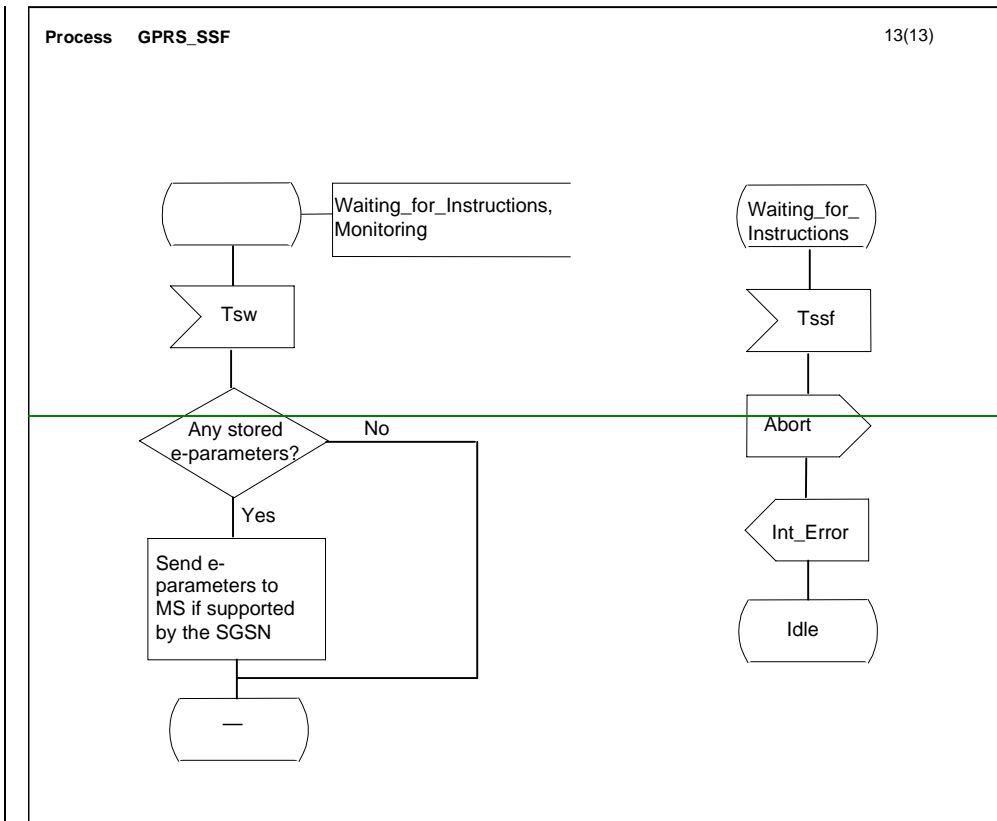 Process GPRS_SSF
13(13)
Waiting_for_Instructions,
Monitoring
Tsw
Any stored
e-parameters?
No
Yes
Send e-
parameters to
MS if supported
by the SGSN
—
Waiting_for_
Instructions
Tssf
Abort
Int_Error
Idle